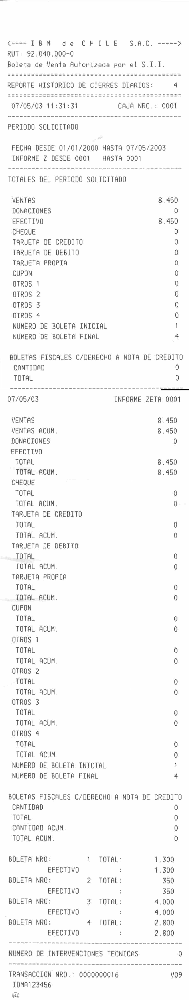 <---- I B M  d e  C H I L E  S.A.C. ----->
RUT: 92.040.000-0
Boleta de Venta Autorizada por el S.I.I.
============================================
REPORTE HISTORICO DE CIERRES DIARIOS: 4
============================================
07/05/03 11:31:31 CAJA NRO.: 0001
--------------------------------------------
PERIODO SOLICITADO
FECHA DESDE 01/01/2000 HASTA 07/05/2003
INFORME Z DESDE 0001 HASTA 0001
--------------------------------------------
TOTALES DEL PERIODO SOLICITADO
VENTAS 8.450
DONACIONES 0
EFECTIVO 8.450
CHEQUE 0
TARJETA DE CREDITO 0
TARJETA DE DEBITO 0
TARJETA PROPIA 0
CUPON 0
OTROS 1 0
OTROS 2 0
OTROS 3 0
OTROS 4 0
NUMERO DE BOLETA INICIAL 1
NUMERO DE BOLETA FINAL 4
BOLETAS FISCALES C/DERECHO A NOTA DE CREDITO
CANTIDAD 0
TOTAL 0
--------------------------------------------
07/05/03 INFORME ZETA 0001
VENTAS 8.450
VENTAS ACUM. 8.450
DONACIONES 0
EFECTIVO
TOTAL 8.450
TOTAL ACUM. 8.450
CHEQUE
TOTAL 0
TOTAL ACUM. 0
TARJETA DE CREDITO
TOTAL 0
TOTAL ACUM. 0
TARJETA DE DEBITO
TOTAL 0
TOTAL ACUM. 0
TARJETA PROPIA
TOTAL 0
TOTAL ACUM. 0
CUPON
TOTAL 0
TOTAL ACUM. 0
OTROS 1
TOTAL 0
TOTAL ACUM. 0
OTROS 2
TOTAL 0
TOTAL ACUM. 0
OTROS 3
TOTAL 0
TOTAL ACUM. 0
OTROS 4
TOTAL 0
TOTAL ACUM. 0
NUMERO DE BOLETA INICIAL 1
NUMERO DE BOLETA FINAL 4
BOLETAS FISCALES C/DERECHO A NOTA DE CREDITO
CANTIDAD 0
TOTAL 0
CANTIDAD ACUM. 0
TOTAL ACUM. 0
BOLETA NRO: 1 TOTAL: 1.300
EFECTIVO : 1.300
BOLETA NRO: 2 TOTAL: 350
EFECTIVO : 350
BOLETA NRO: 3 TOTAL: 4.000
EFECTIVO : 4.000
BOLETA NRO: 4 TOTAL: 2.800
EFECTIVO : 2.800
--------------------------------------------
NUMERO DE INTERVENCIONES TECNICAS 0
--------------------------------------------
TRANSACCION NRO.: 0000000016 V09
IDMA123456
SII